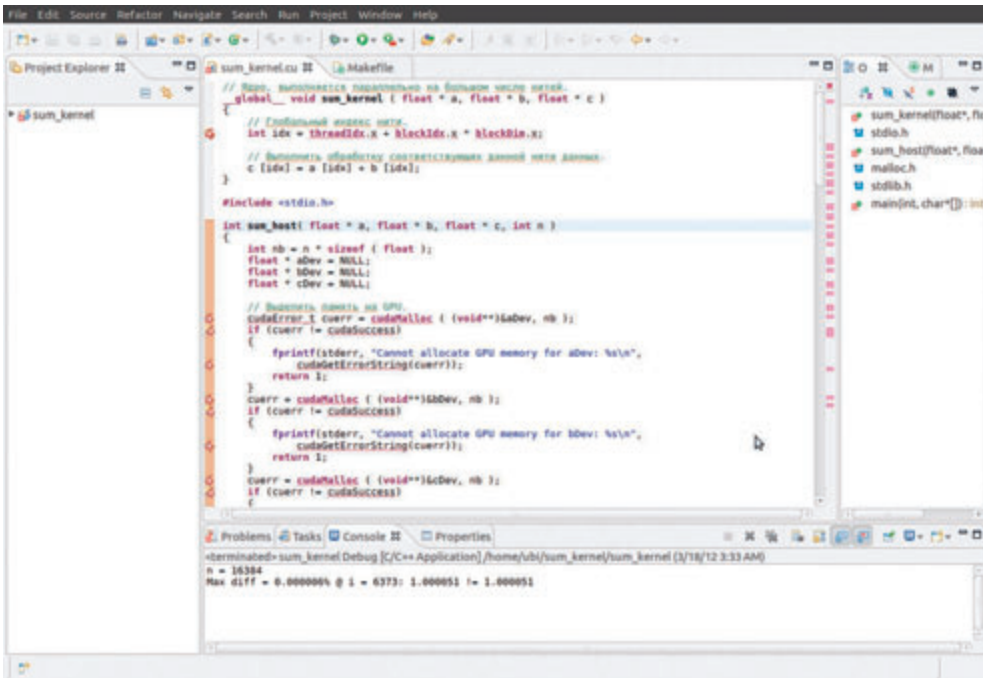 File Edit Source Refactor Navigate Search Run Project Window Help
Project Explorer
sum_kernel.cu
Makefile
O
M
sum_kernel
// Ядро, выполняется параллельно на большом числе нитей.
__global__ void sum_kernel ( float * a, float * b, float * c )
{
// Глобальный индекс нити.
int idx = threadIdx.x + blockIdx.x * blockDim.x;
// Выполнить обработку соответствующих данной нити данных.
c [idx] = a [idx] + b [idx];
}
#include <stdio.h>
int sum_host( float * a, float * b, float * c, int n )
{
int nb = n * sizeof ( float );
float * aDev = NULL;
float * bDev = NULL;
float * cDev = NULL;
// Выделить память на GPU.
cudaError_t cuerr = cudaMalloc ( (void**)&aDev, nb );
if (cuerr != cudaSuccess)
{
fprintf(stderr, "Cannot allocate GPU memory for aDev: %s\n",
cudaGetErrorString(cuerr));
return 1;
}
cuerr = cudaMalloc ( (void**)&bDev, nb );
if (cuerr != cudaSuccess)
{
fprintf(stderr, "Cannot allocate GPU memory for bDev: %s\n",
cudaGetErrorString(cuerr));
return 1;
}
cuerr = cudaMalloc ( (void**)&cDev, nb );
if (cuerr != cudaSuccess)
{
sum_kernel(float*, flo
stdio.h
sum_host(float*, floa
malloc.h
stdlib.h
main(int, char*[]) : int
Problems
Tasks
Console
Properties
<terminated> sum_kernel Debug [C/C++ Application] /home/ubi/sum_kernel/sum_kernel (3/18/12 3:33 AM)
n = 16384
Max diff = 0.000006% @ i = 6373: 1.000051 != 1.000051